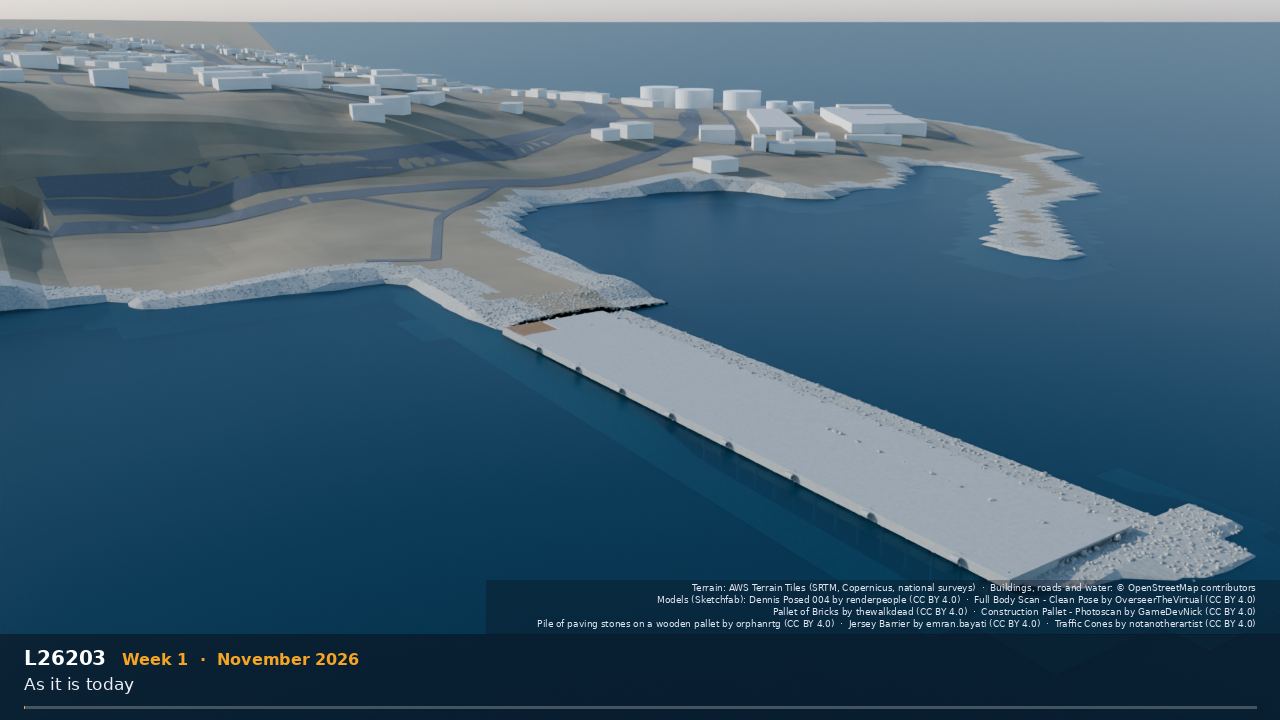 Terrain: AWS Terrain Tiles (SRTM, Copernicus, national surveys)  ·  Buildings, roads and water: © OpenStreetMap contributors
Models (Sketchfab): Dennis Posed 004 by renderpeople (CC BY 4.0)  ·  Full Body Scan - Clean Pose by OverseerTheVirtual (CC BY 4.0)
Pallet of Bricks by thewalkdead (CC BY 4.0)  ·  Construction Pallet - Photoscan by GameDevNick (CC BY 4.0)
Pile of paving stones on a wooden pallet by orphanrtg (CC BY 4.0)  ·  Jersey Barrier by emran.bayati (CC BY 4.0)  ·  Traffic Cones by notanotherartist (CC BY 4.0)
L26203 Week 1 · November 2026
As it is today